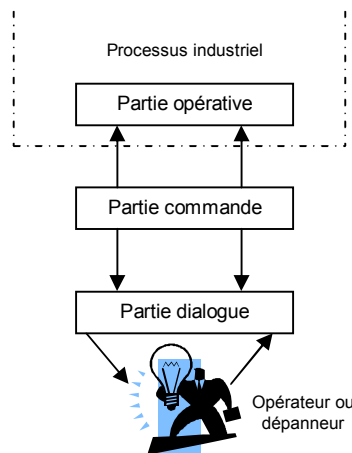 Processus industriel
Partie opérative
Partie commande
Partie dialogue
Opérateur ou
dépanneur